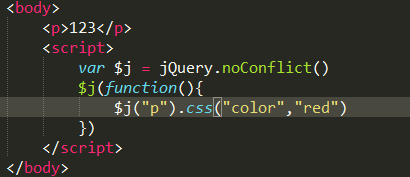 <body>
<p>123</p>
<script>
var $j = jQuery.noConflict()
$j(function(){
$j("p").css("color","red")
})
</script>
</body>